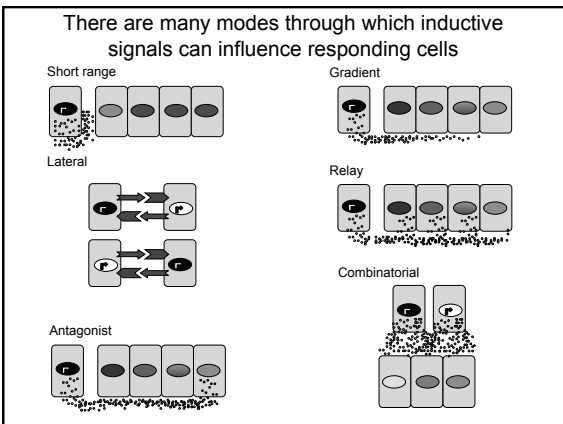 There are many modes through which inductive
signals can influence responding cells
Short range
Gradient
Lateral
Relay
Combinatorial
Antagonist